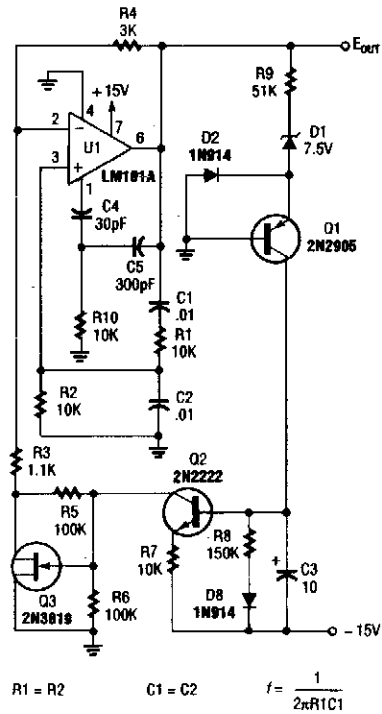 R4
3K
EOUT
+15V
R9
51K
4
2
7
6
3
U1
1
LM101A
D2
1N914
D1
7.5V
C4
30pF
Q1
2N2905
C5
300pF
C1
.01
R10
10K
R1
10K
R2
10K
C2
.01
R3
1.1K
Q2
2N2222
R5
100K
R7
10K
R8
150K
+
C3
10
Q3
2N3819
R6
100K
D8
1N914
-15V
R1 = R2
C1 = C2
f = 1
2πR1C1